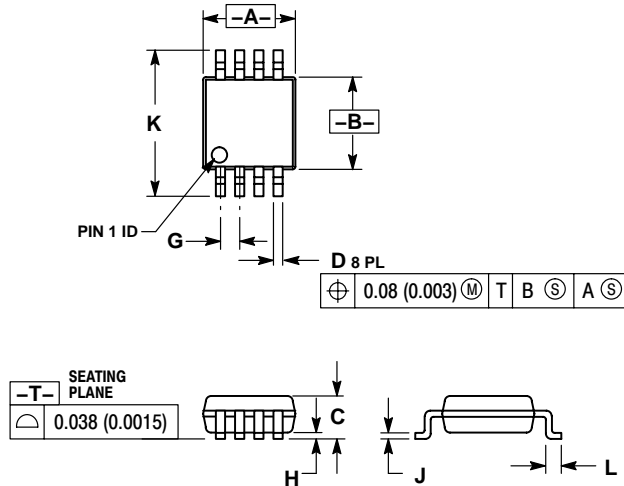 –A–
K
–B–
PIN 1 ID
G
D 8 PL
0.08 (0.003) Ⓜ T B Ⓢ A Ⓢ
–T– SEATING PLANE
0.038 (0.0015)
C
H
J
L